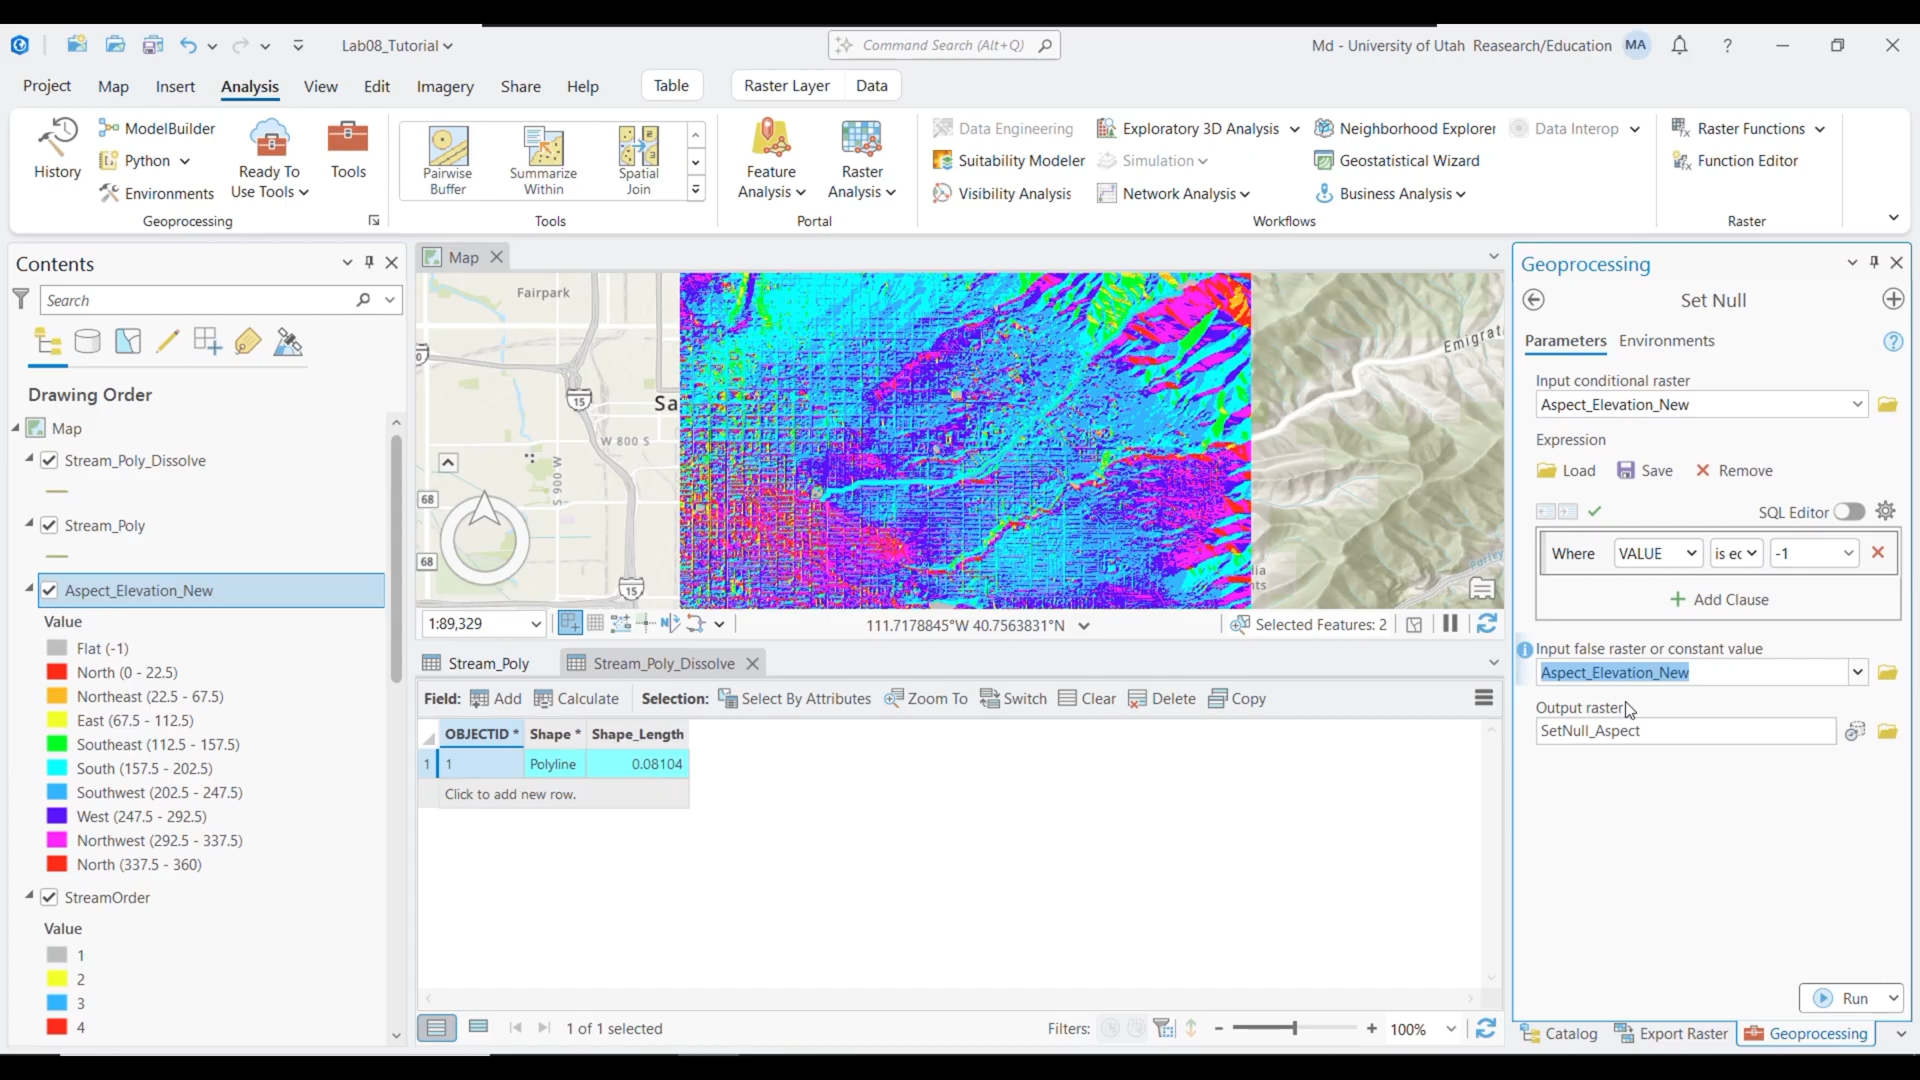 Lab08_Tutorial
Command Search (Alt+Q)
Md - University of Utah Reasearch/Education
MA
?
Project
Map
Insert
Analysis
View
Edit
Imagery
Share
Help
Table
Raster Layer
Data
History
ModelBuilder
Python
Environments
Ready To
Use Tools
Tools
Geoprocessing
Pairwise
Buffer
Summarize
Within
Spatial
Join
Tools
Feature
Analysis
Raster
Analysis
Portal
Data Engineering
Suitability Modeler
Visibility Analysis
Exploratory 3D Analysis
Simulation
Network Analysis
Neighborhood Explorer
Geostatistical Wizard
Business Analysis
Data Interop
Workflows
Raster Functions
Function Editor
Raster
Contents
Search
Drawing Order
Map
Stream_Poly_Dissolve
Stream_Poly
Aspect_Elevation_New
Value
Flat (-1)
North (0 - 22.5)
Northeast (22.5 - 67.5)
East (67.5 - 112.5)
Southeast (112.5 - 157.5)
South (157.5 - 202.5)
Southwest (202.5 - 247.5)
West (247.5 - 292.5)
Northwest (292.5 - 337.5)
North (337.5 - 360)
StreamOrder
Value
1
2
3
4
Map
Fairpark
15
Sa
W 800 S
S 900 W
68
68
15
Emigrat
Parley
1:89,329
111.7178845°W 40.7563831°N
Selected Features: 2
Stream_Poly
Stream_Poly_Dissolve
Field:
Add
Calculate
Selection:
Select By Attributes
Zoom To
Switch
Clear
Delete
Copy
OBJECTID *
Shape *
Shape_Length
1
1
Polyline
0.08104
Click to add new row.
1 of 1 selected
Filters:
100%
Geoprocessing
Set Null
Parameters
Environments
?
Input conditional raster
Aspect_Elevation_New
Expression
Load
Save
Remove
SQL Editor
Where
VALUE
is ec
-1
Add Clause
Input false raster or constant value
Aspect_Elevation_New
Output raster
SetNull_Aspect
Run
Catalog
Export Raster
Geoprocessing